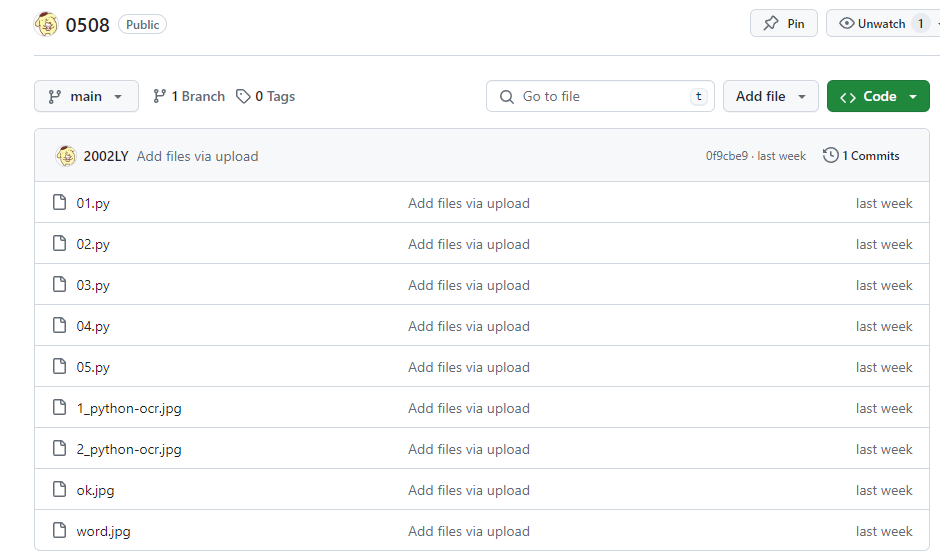 0508 Public Pin Unwatch 1
main 1 Branch 0 Tags Go to file t Add file Code
2002LY Add files via upload 0f9cbe9 · last week 1 Commits
01.py Add files via upload last week
02.py Add files via upload last week
03.py Add files via upload last week
04.py Add files via upload last week
05.py Add files via upload last week
1_python-ocr.jpg Add files via upload last week
2_python-ocr.jpg Add files via upload last week
ok.jpg Add files via upload last week
word.jpg Add files via upload last week